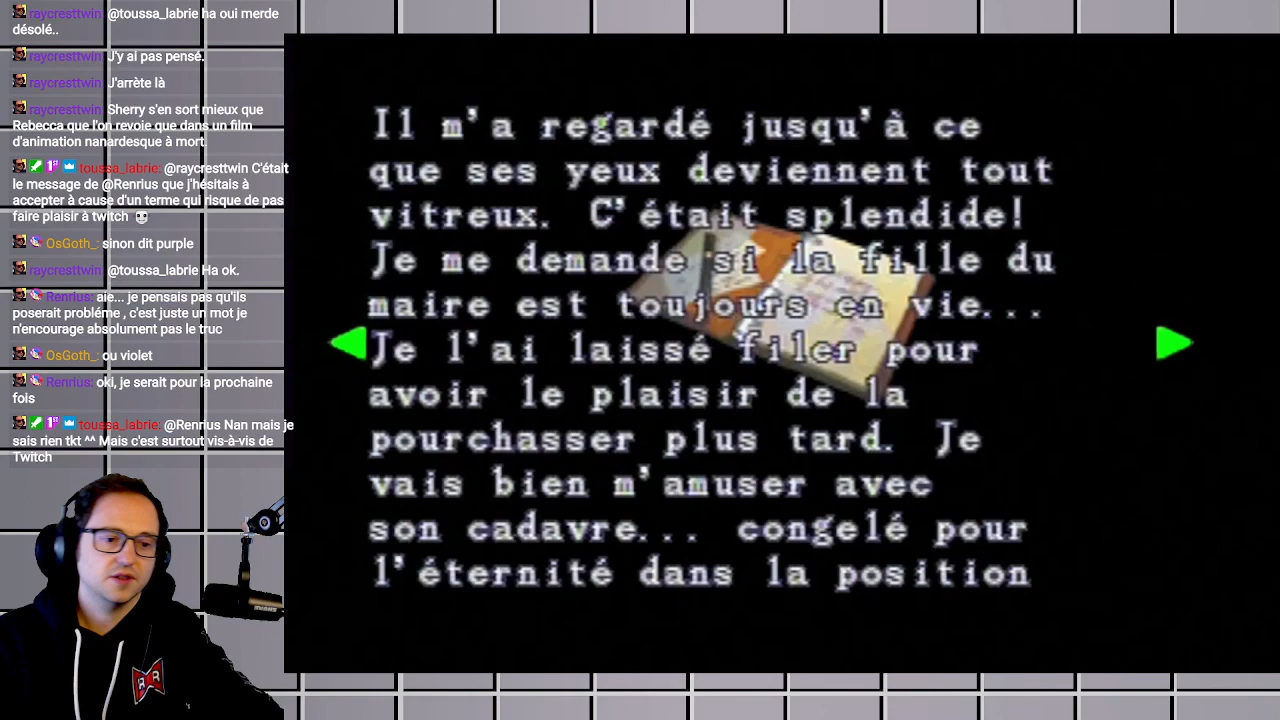 raycresttwin @toussa_labrie ha oui merde
désolé..
raycresttwin J'y ai pas pensé.
raycresttwin J'arrète là
raycresttwin Sherry s'en sort mieux que
Rebecca que l'on revoie que dans un film
d'animation nanardesque à mort.
toussa_labrie: @raycresttwin C'était
le message de @Renrius que j'hésitais à
accepter à cause d'un terme qui risque de pas
faire plaisir à twitch
OsGoth_: sinon dit purple
raycresttwin @toussa_labrie Ha ok.
Renrius: aie... je pensais pas qu'ils
poserait probléme , c'est juste un mot je
n'encourage absolument pas le truc
OsGoth_: ou violet
Renrius: oki, je serait pour la prochaine
fois
toussa_labrie: @Renrius Nan mais je
sais rien tkt ^^ Mais c'est surtout vis-à-vis de
Twitch
Il m'a regardé jusqu'à ce
que ses yeux deviennent tout
vitreux. C'était splendide!
Je me demande si la fille du
maire est toujours en vie...
Je l'ai laissé filer pour
avoir le plaisir de la
pourchasser plus tard. Je
vais bien m'amuser avec
son cadavre... congelé pour
l'éternité dans la position
R R